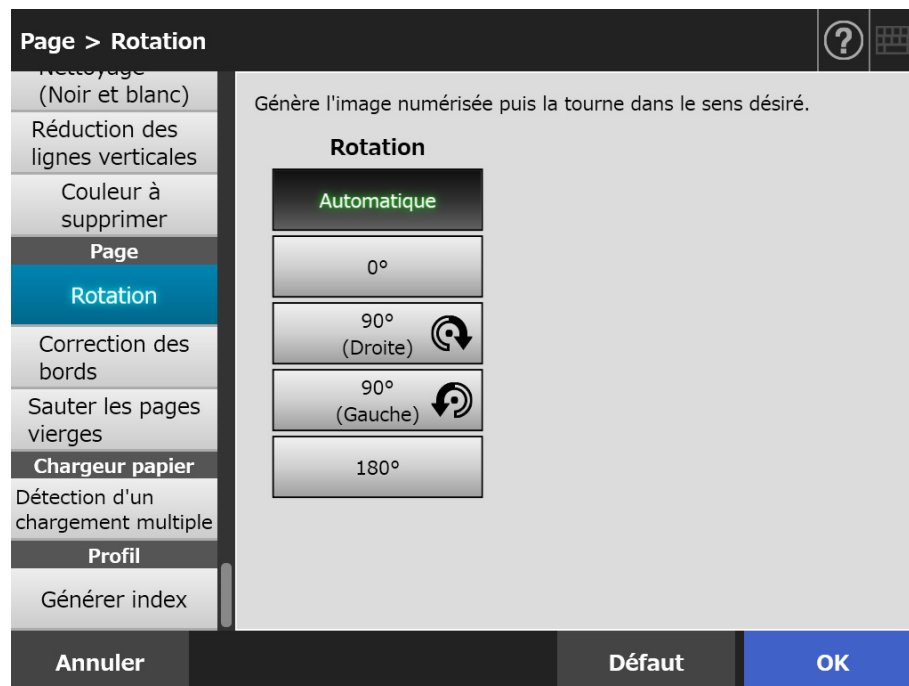 Page > Rotation
?
Nettoyage
(Noir et blanc)
Réduction des
lignes verticales
Couleur à
supprimer
Page
Rotation
Correction des
bords
Sauter les pages
vierges
Chargeur papier
Détection d'un
chargement multiple
Profil
Générer index
Génère l'image numérisée puis la tourne dans le sens désiré.
Rotation
Automatique
0°
90°
(Droite)
90°
(Gauche)
180°
Annuler
Défaut
OK